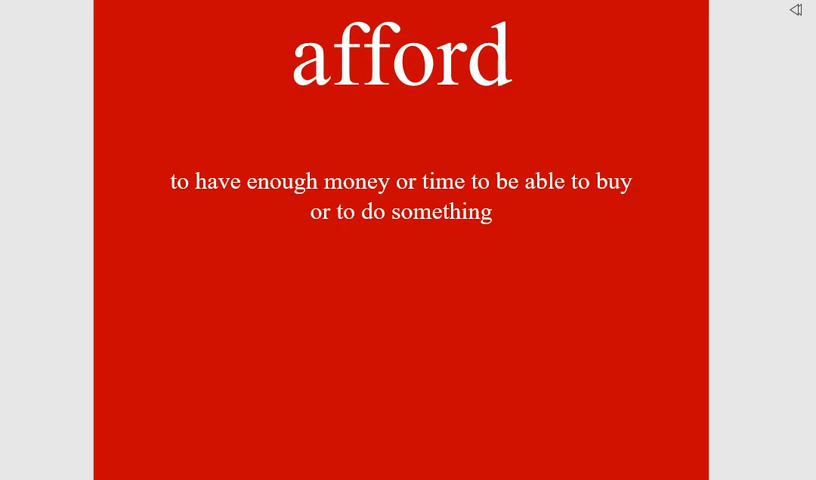 afford
to have enough money or time to be able to buy
or to do something